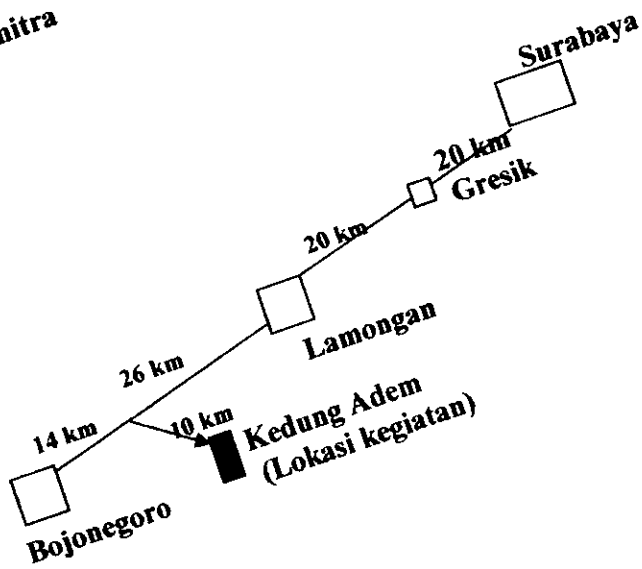 Surabaya
20 km
Gresik
20 km
Lamongan
26 km
14 km
10 km
Kedung Adem
(Lokasi kegiatan)
Bojonegoro